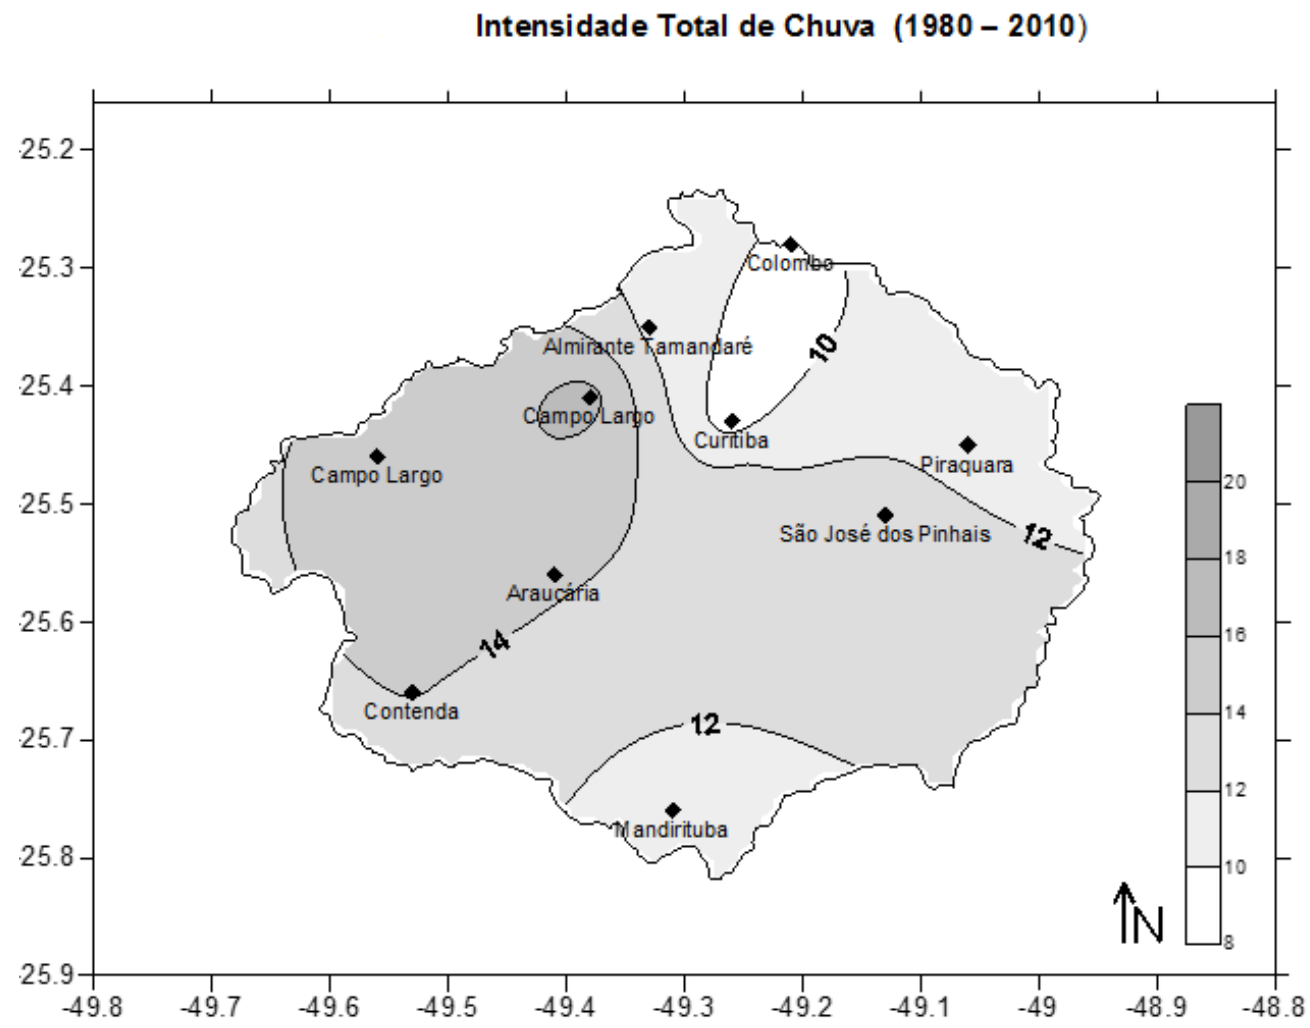 Intensidade Total de Chuva (1980 – 2010)
-25.2
-25.3
-25.4
-25.5
-25.6
-25.7
-25.8
-25.9
Colombo
Almirante Tamandaré
10
Campo Largo
Curitiba
Campo Largo
Piraquara
São José dos Pinhais
12
Araucária
14
Contenda
12
Mandirituba
20
18
16
14
12
10
8
N
-49.8 -49.7 -49.6 -49.5 -49.4 -49.3 -49.2 -49.1 -49 -48.9 -48.8